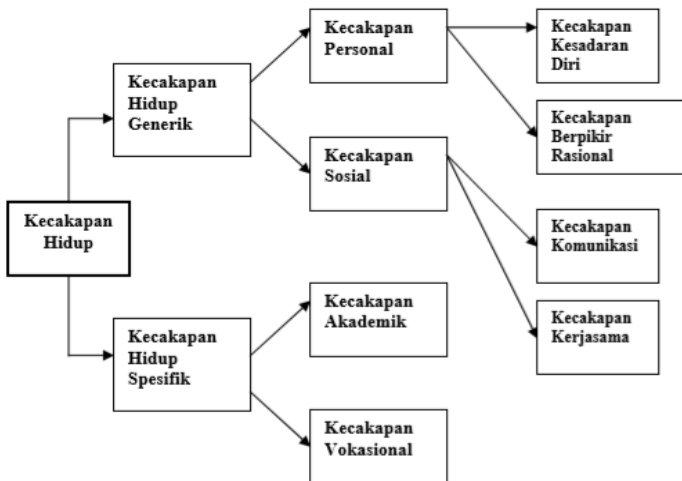 Kecakapan
Hidup
Kecakapan
Hidup
Generik
Kecakapan
Personal
Kecakapan
Kesadaran
Diri
Kecakapan
Berpikir
Rasional
Kecakapan
Sosial
Kecakapan
Komunikasi
Kecakapan
Kerjasama
Kecakapan
Hidup
Spesifik
Kecakapan
Akademik
Kecakapan
Vokasional